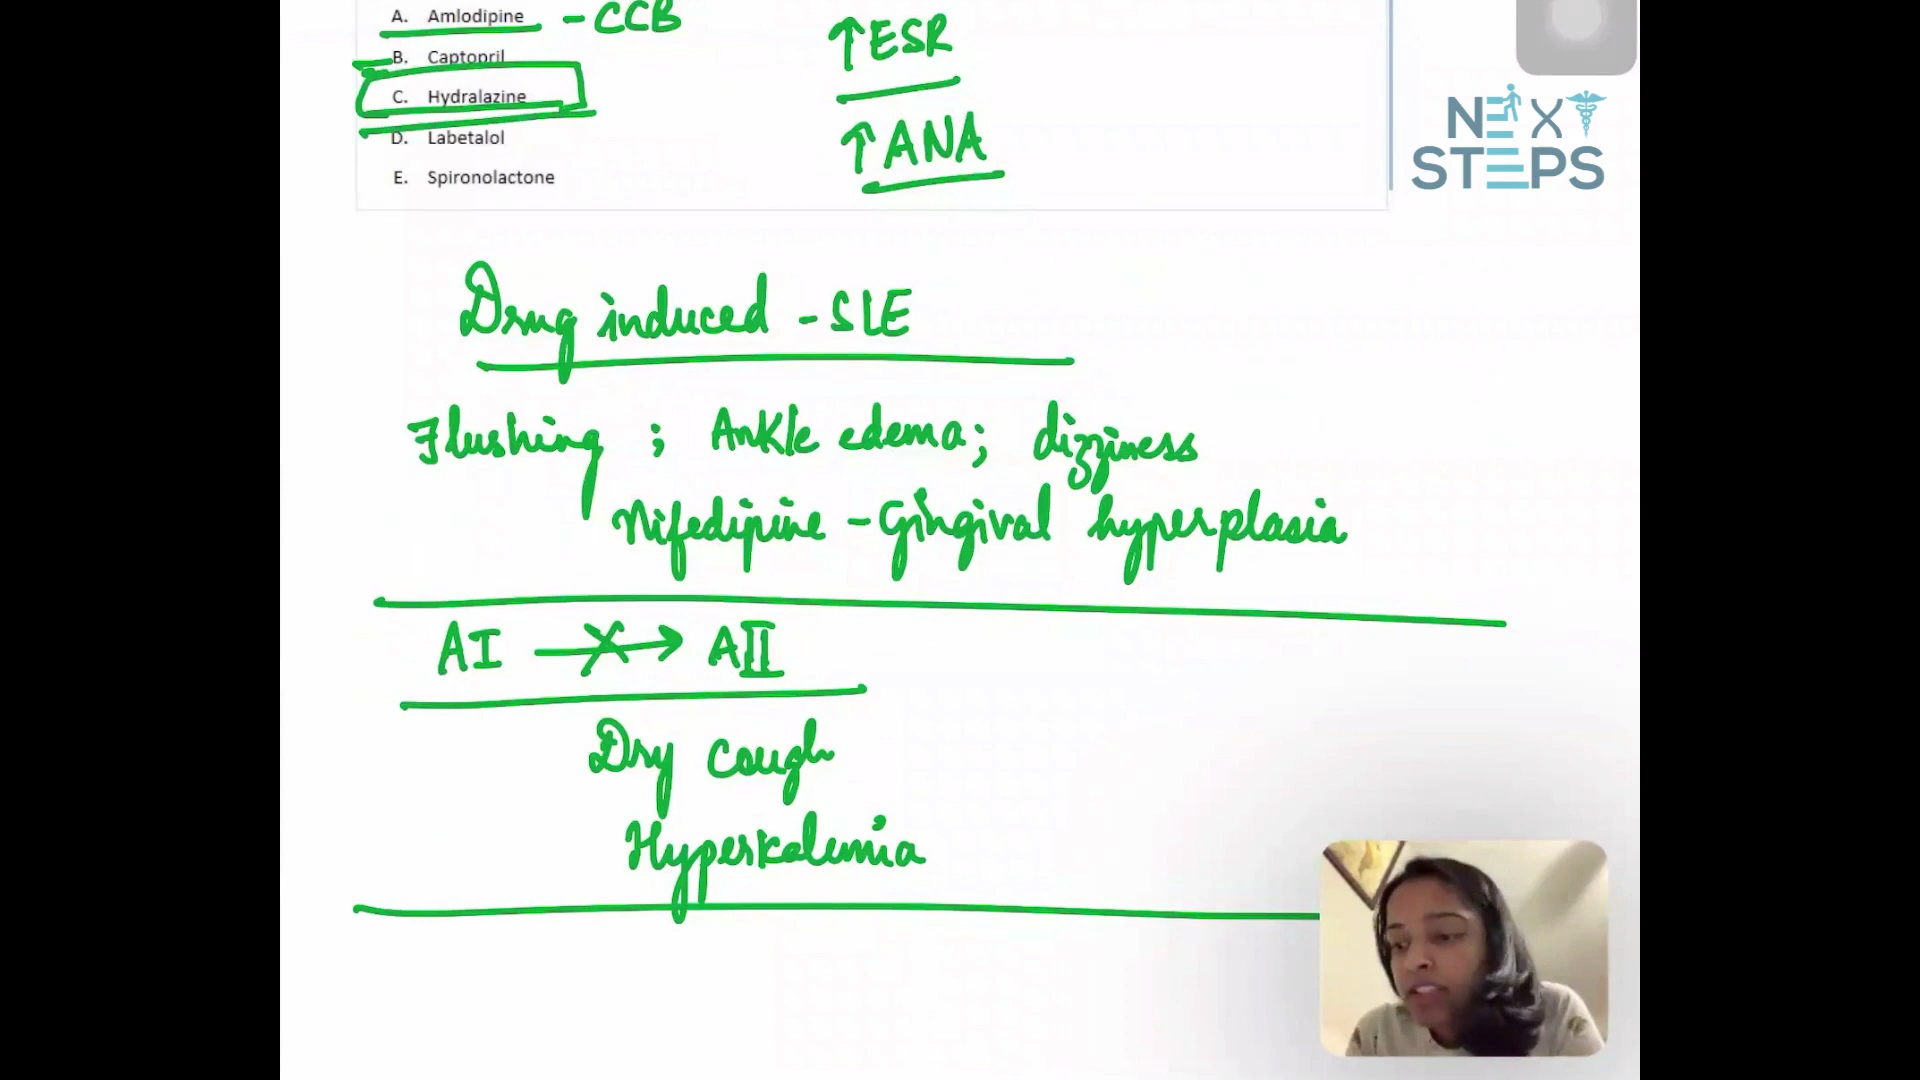 A. Amlodipine - CCB
B. Captopril
C. Hydralazine
D. Labetalol
E. Spironolactone
↑ESR
↑ANA
NEXT
STEPS
Drug induced - SLE
Flushing ; Ankle edema; dizziness
Nifedipine - Gingival hyperplasia
AI → AII
Dry cough
Hyperkalemia